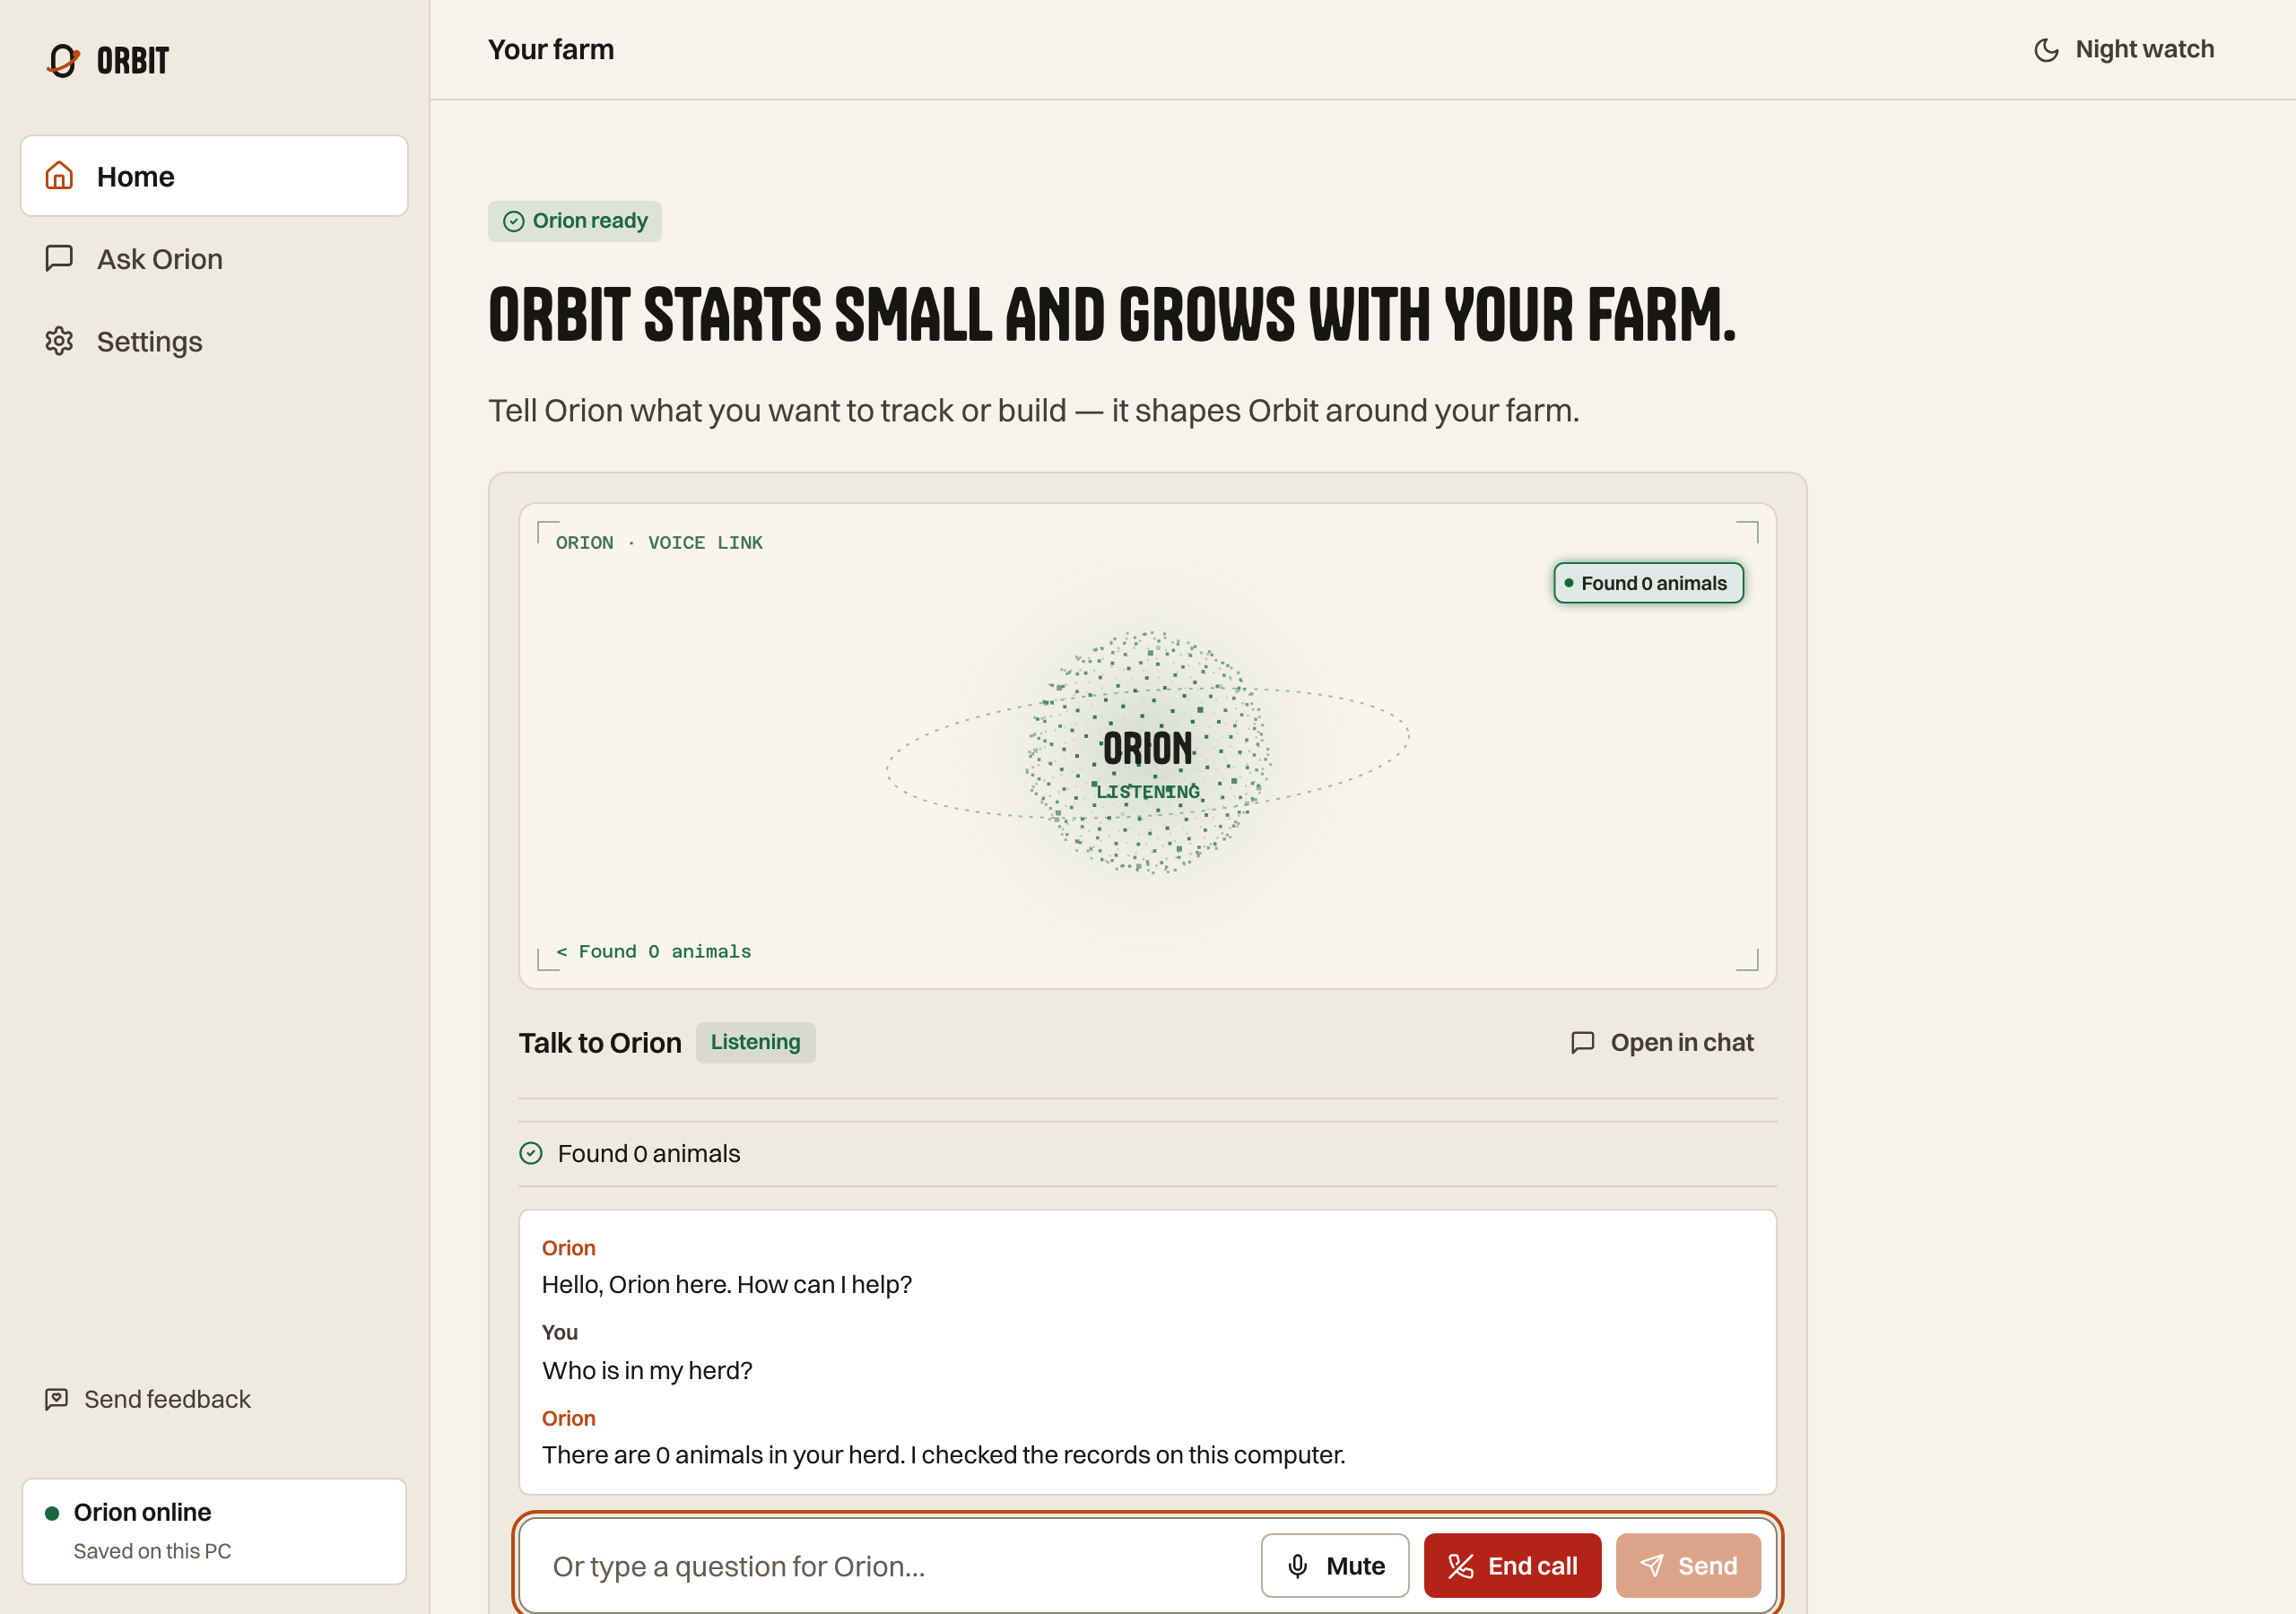 ORBIT
Home
Ask Orion
Settings
Send feedback
Orion online
Saved on this PC
Your farm
Night watch
Orion ready
ORBIT STARTS SMALL AND GROWS WITH YOUR FARM.
Tell Orion what you want to track or build — it shapes Orbit around your farm.
ORION · VOICE LINK
Found 0 animals
ORION
LISTENING
< Found 0 animals
Talk to Orion
Listening
Open in chat
Found 0 animals
Orion
Hello, Orion here. How can I help?
You
Who is in my herd?
Orion
There are 0 animals in your herd. I checked the records on this computer.
Or type a question for Orion...
Mute
End call
Send